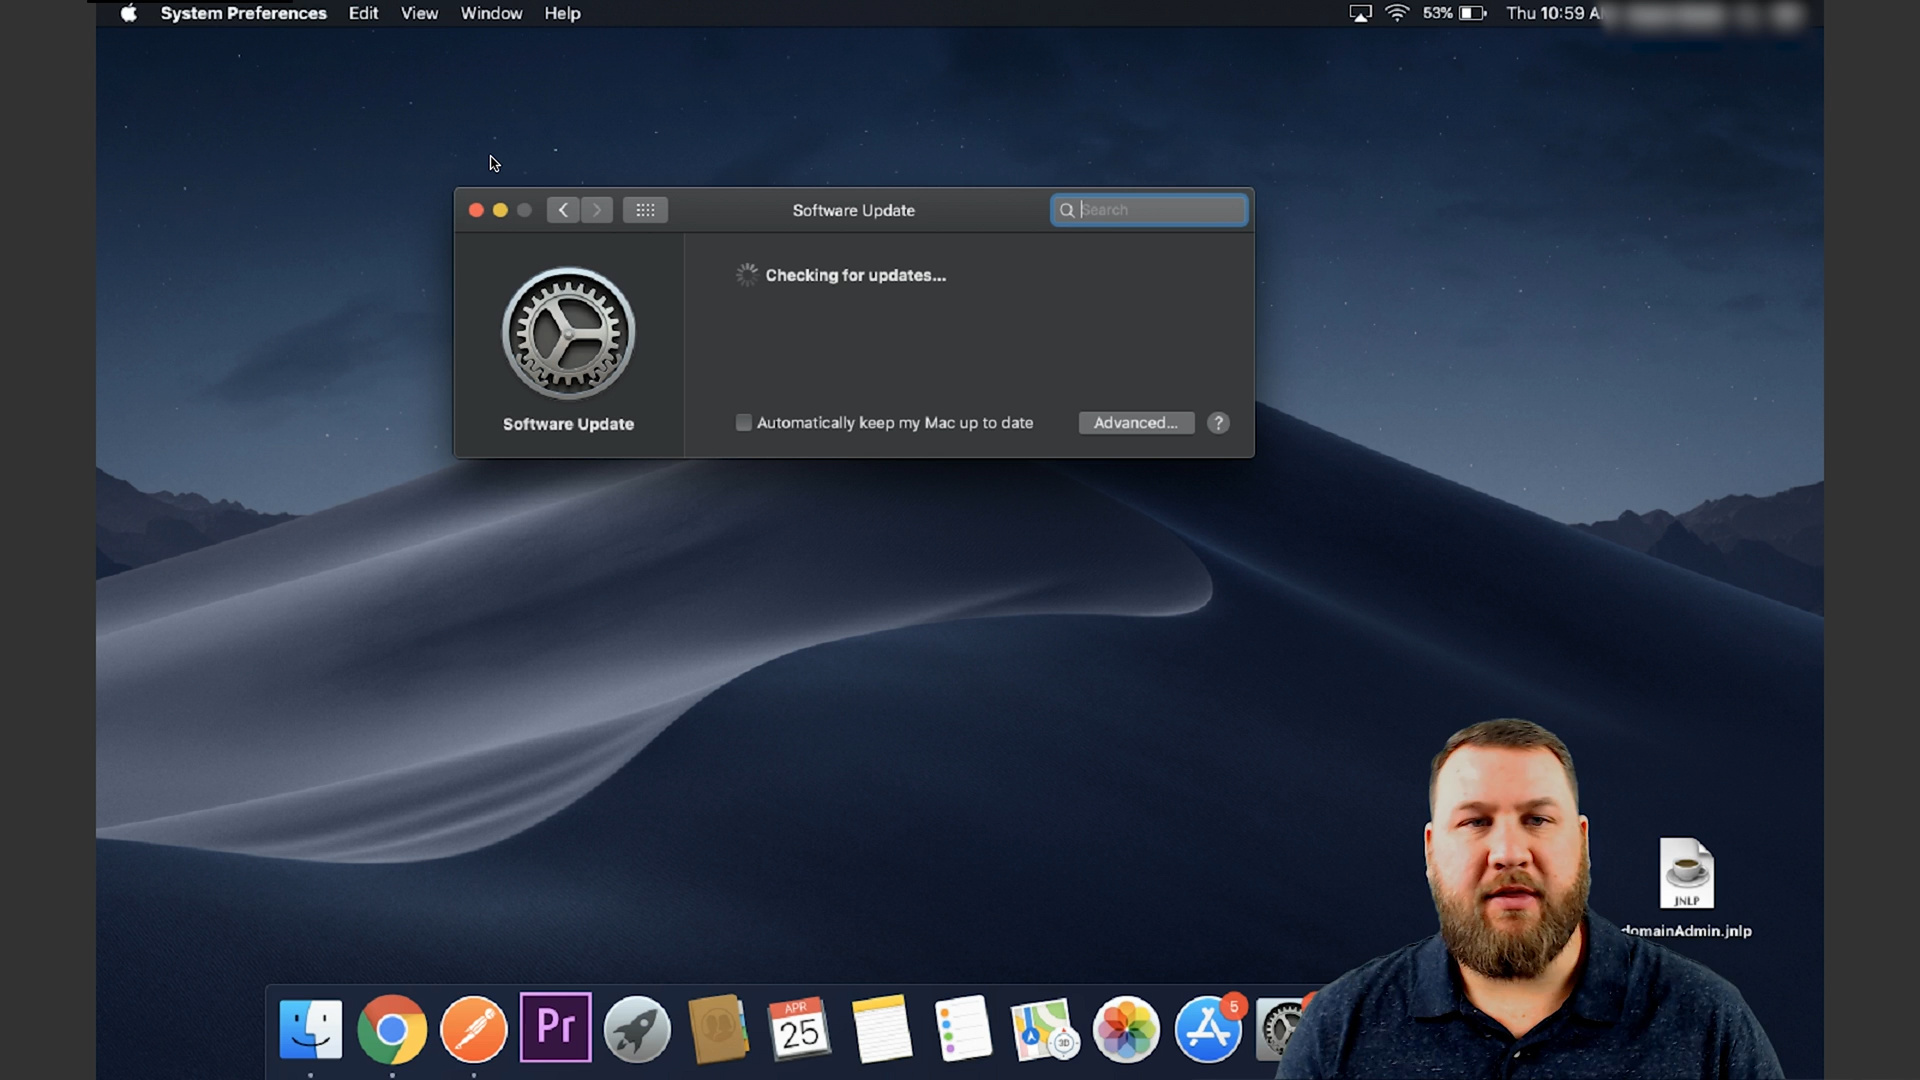 System Preferences Edit View Window Help 53% Thu 10:59 A
Software Update
Search
Checking for updates...
Software Update
Automatically keep my Mac up to date
Advanced... ?
JNLP
domainAdmin.jnlp
Pr
APR
25
3D
5